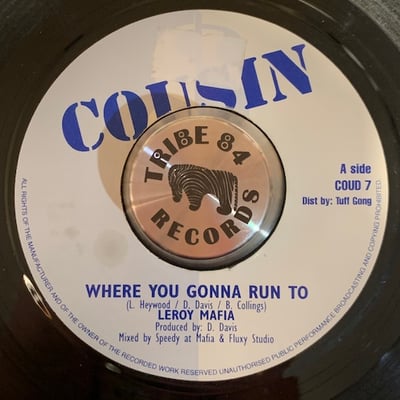 COUSIN
TRIBE 84
RECORDS
A side
COUD 7
Dist by: Tuff Gong
WHERE YOU GONNA RUN TO
(L. Heywood / D. Davis / B. Collings)
LEROY MAFIA
Produced by: D. Davis
Mixed by Speedy at Mafia & Fluxy Studio
ALL RIGHTS OF THE MANUFACTURER AND OF THE OWNER OF THE RECORDED WORK RESERVED UNAUTHORISED PUBLIC PERFORMANCE BROADCASTING AND COPYING PROHIBITED